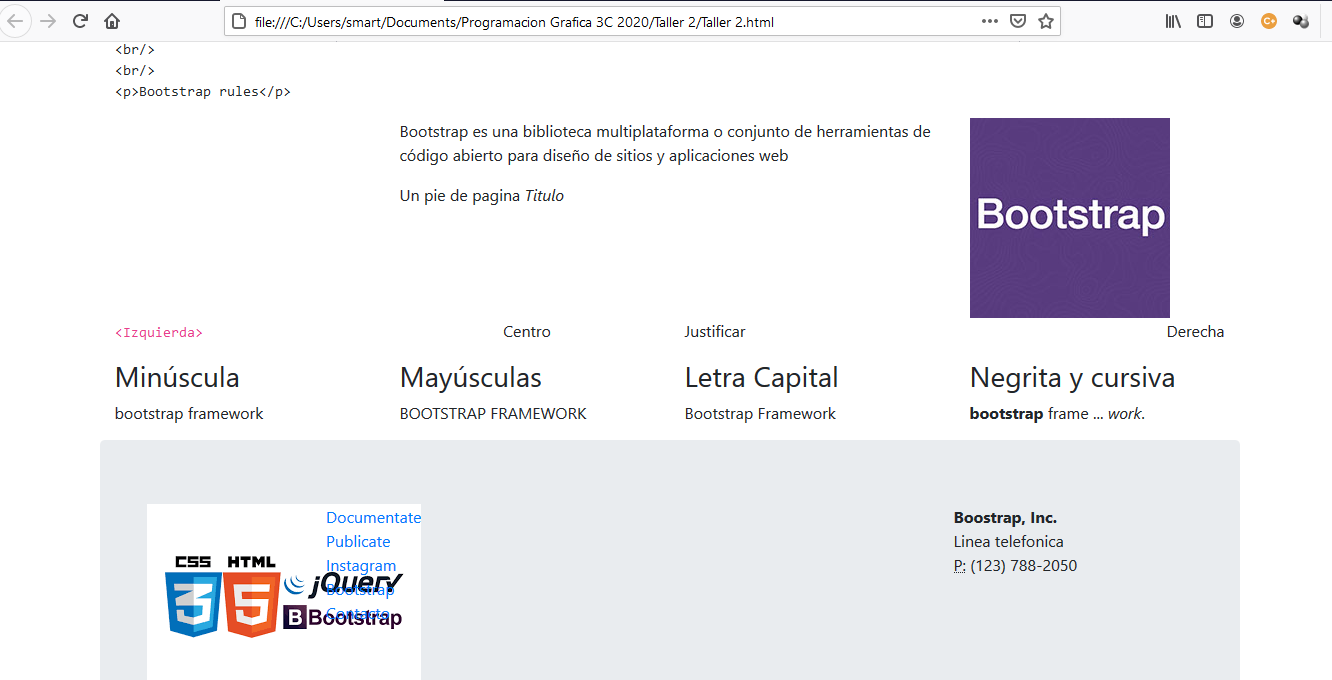 file:///C:/Users/smart/Documents/Programacion Grafica 3C 2020/Taller 2/Taller 2.html
<br/>
<br/>
<p>Bootstrap rules</p>
Bootstrap es una biblioteca multiplataforma o conjunto de herramientas de
código abierto para diseño de sitios y aplicaciones web
Un pie de pagina Titulo
Bootstrap
<Izquierda>
Centro
Justificar
Derecha
Minúscula
bootstrap framework
Mayúsculas
BOOTSTRAP FRAMEWORK
Letra Capital
Bootstrap Framework
Negrita y cursiva
bootstrap frame ... work.
CSS HTML
3 5
jQuery
B Bootstrap
Documentate
Publicate
Instagram
Bootstrap
Contacto
Boostrap, Inc.
Linea telefonica
P: (123) 788-2050